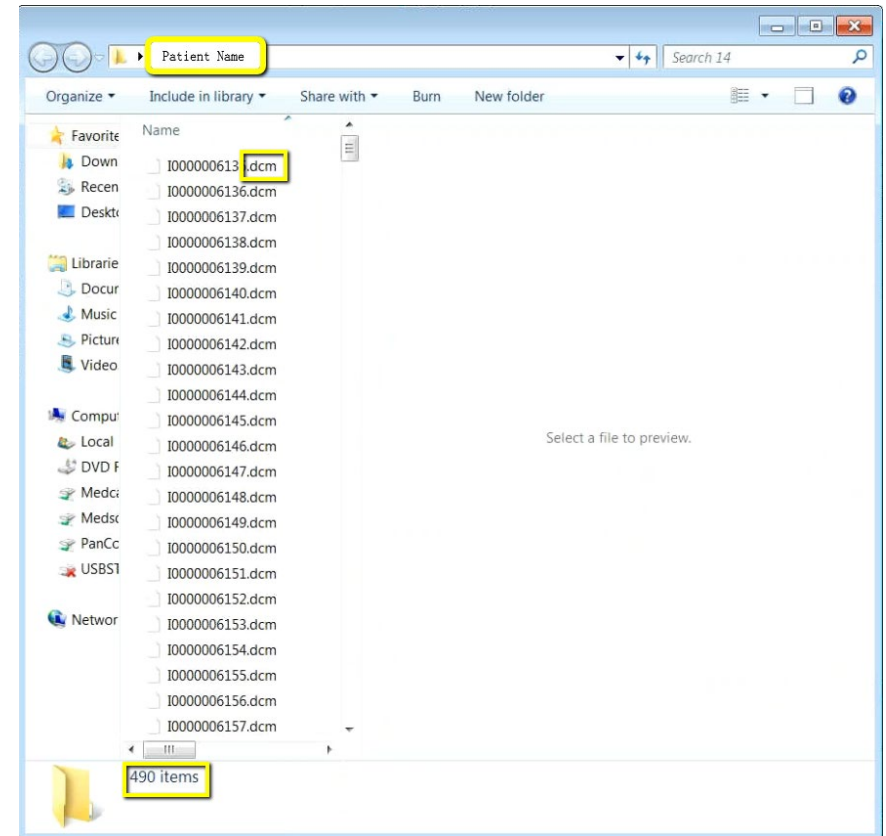 Patient Name
Search 14
Organize Include in library Share with Burn New folder
Name
Favorite
Down
Recen
Deskt
Librarie
Docur
Music
Picture
Video
Comput
Local
DVD F
Medca
Medsc
PanCo
USBST
Networ
I0000006135.dcm
I0000006136.dcm
I0000006137.dcm
I0000006138.dcm
I0000006139.dcm
I0000006140.dcm
I0000006141.dcm
I0000006142.dcm
I0000006143.dcm
I0000006144.dcm
I0000006145.dcm
I0000006146.dcm
I0000006147.dcm
I0000006148.dcm
I0000006149.dcm
I0000006150.dcm
I0000006151.dcm
I0000006152.dcm
I0000006153.dcm
I0000006154.dcm
I0000006155.dcm
I0000006156.dcm
I0000006157.dcm
Select a file to preview.
490 items